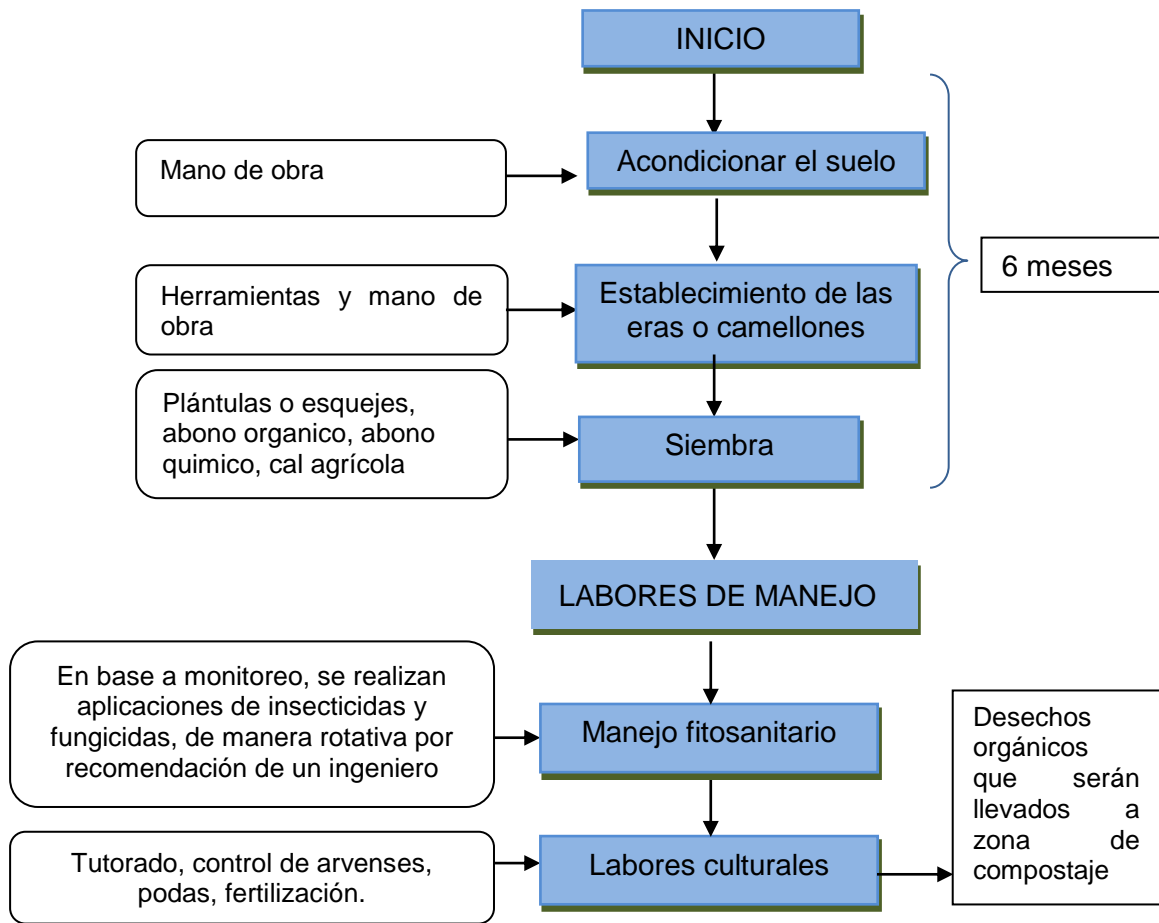 INICIO
Mano de obra
Acondicionar el suelo
6 meses
Herramientas y mano de
obra
Establecimiento de las
eras o camellones
Plántulas o esquejes,
abono organico, abono
quimico, cal agrícola
Siembra
LABORES DE MANEJO
En base a monitoreo, se realizan
aplicaciones de insecticidas y
fungicidas, de manera rotativa por
recomendación de un ingeniero
Manejo fitosanitario
Desechos
orgánicos
que serán
llevados a
zona de
compostaje
Tutorado, control de arvenses,
podas, fertilización.
Labores culturales